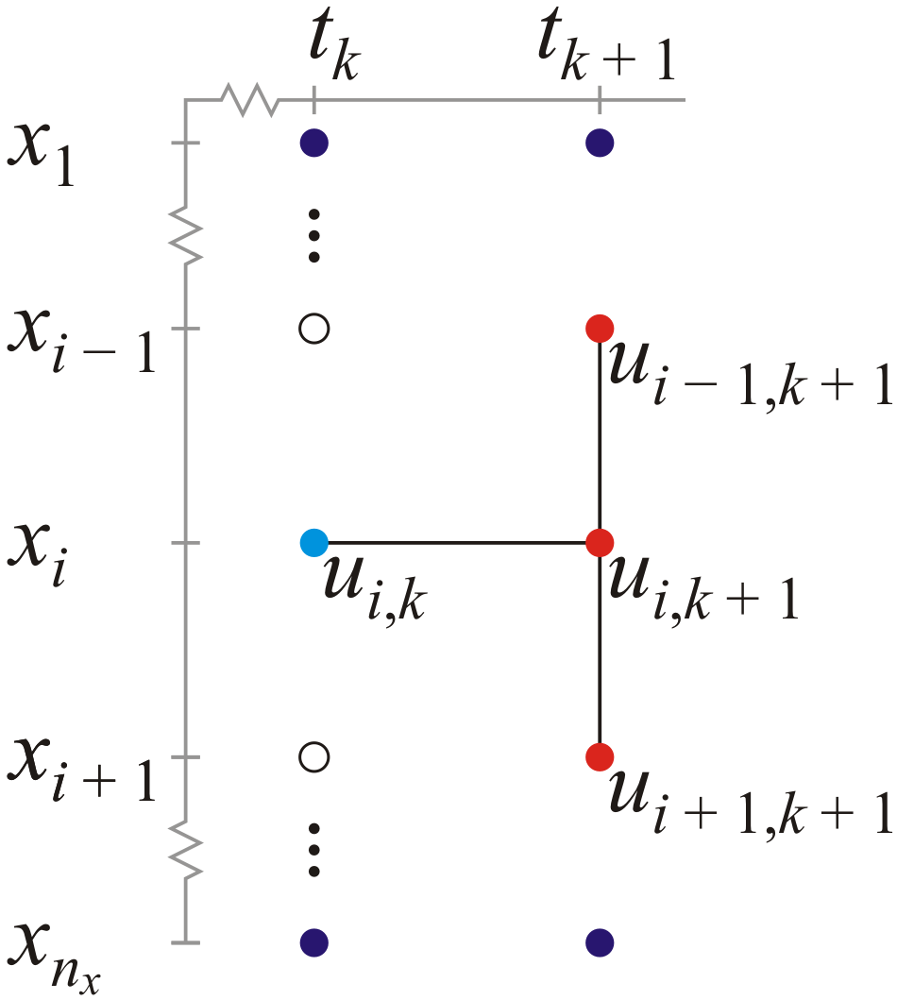 t_k t_{k + 1}
x_1
x_{i − 1}
u_{i − 1,k + 1}
x_i
u_{i,k} u_{i,k + 1}
x_{i + 1}
u_{i + 1,k + 1}
x_{n_x}